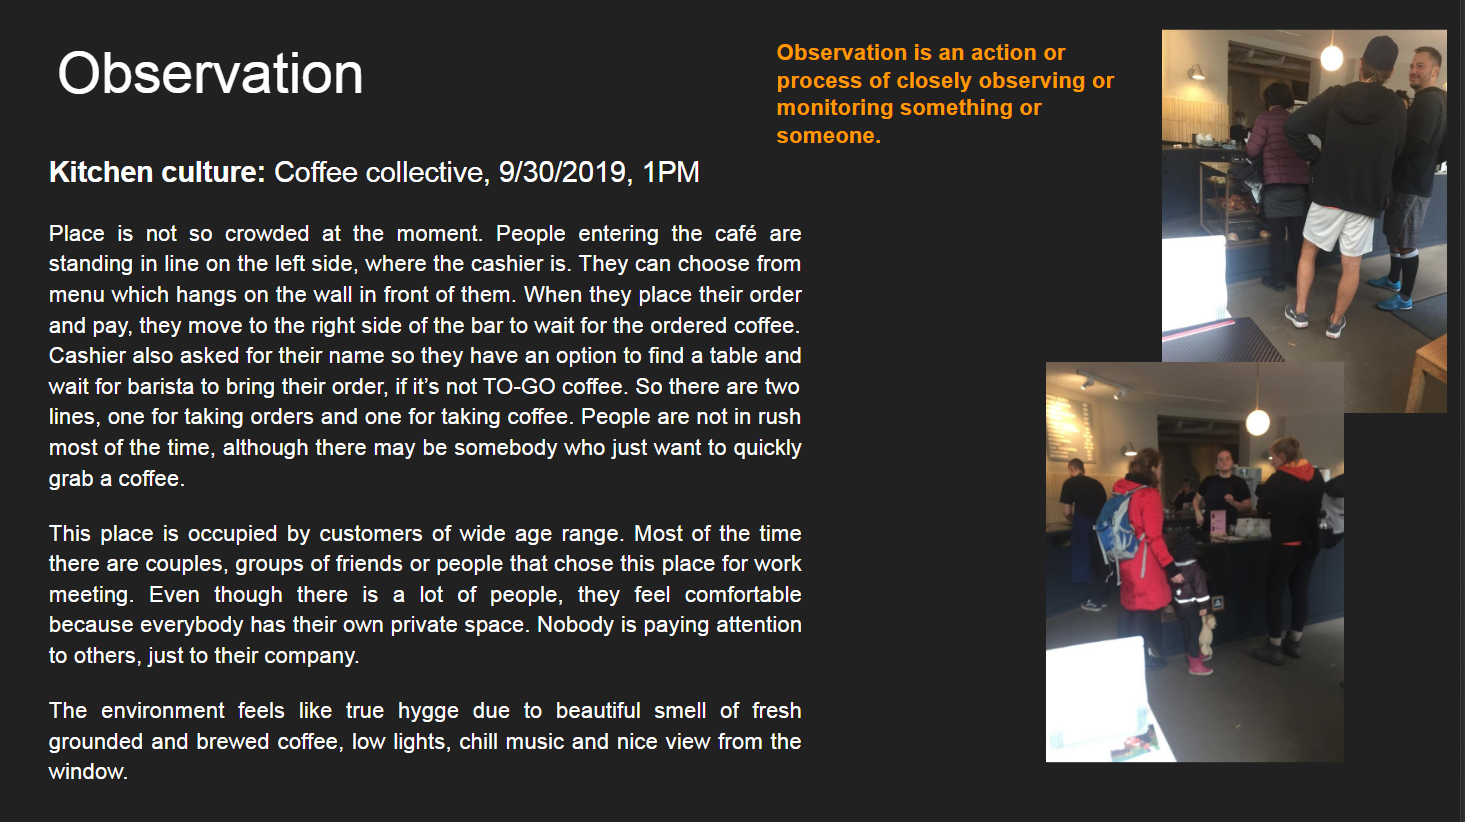 Observation
Observation is an action or
process of closely observing or
monitoring something or
someone.
Kitchen culture: Coffee collective, 9/30/2019, 1PM
Place is not so crowded at the moment. People entering the café are
standing in line on the left side, where the cashier is. They can choose from
menu which hangs on the wall in front of them. When they place their order
and pay, they move to the right side of the bar to wait for the ordered coffee.
Cashier also asked for their name so they have an option to find a table and
wait for barista to bring their order, if it’s not TO-GO coffee. So there are two
lines, one for taking orders and one for taking coffee. People are not in rush
most of the time, although there may be somebody who just want to quickly
grab a coffee.
This place is occupied by customers of wide age range. Most of the time
there are couples, groups of friends or people that chose this place for work
meeting. Even though there is a lot of people, they feel comfortable
because everybody has their own private space. Nobody is paying attention
to others, just to their company.
The environment feels like true hygge due to beautiful smell of fresh
grounded and brewed coffee, low lights, chill music and nice view from the
window.